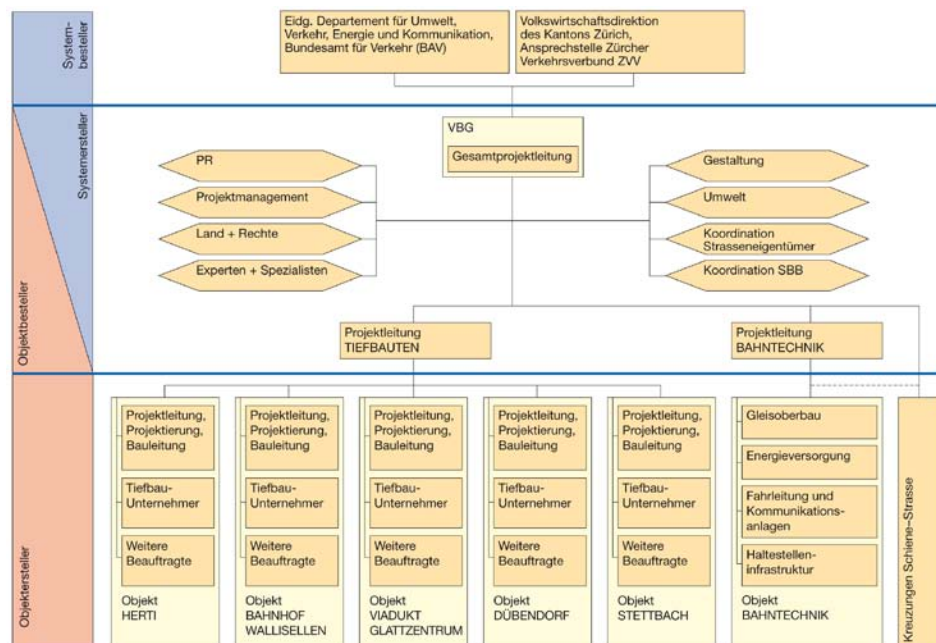 System-
besteller
Eidg. Departement für Umwelt,
Verkehr, Energie und Kommunikation,
Bundesamt für Verkehr (BAV)
Volkswirtschaftsdirektion
des Kantons Zürich,
Ansprechstelle Zürcher
Verkehrsverbund ZVV
Systemersteller
Objektbesteller
VBG
Gesamtprojektleitung
PR
Projektmanagement
Land + Rechte
Experten + Spezialisten
Gestaltung
Umwelt
Koordination
Strasseneigentümer
Koordination SBB
Projektleitung
TIEFBAUTEN
Projektleitung
BAHNTECHNIK
Objektersteller
Projektleitung,
Projektierung,
Bauleitung
Tiefbau-
Unternehmer
Weitere
Beauftragte
Objekt
HERTI
Projektleitung,
Projektierung,
Bauleitung
Tiefbau-
Unternehmer
Weitere
Beauftragte
Objekt
BAHNHOF
WALLISELLEN
Projektleitung,
Projektierung,
Bauleitung
Tiefbau-
Unternehmer
Weitere
Beauftragte
Objekt
VIADUKT
GLATTZENTRUM
Projektleitung,
Projektierung,
Bauleitung
Tiefbau-
Unternehmer
Weitere
Beauftragte
Objekt
DÜBENDORF
Projektleitung,
Projektierung,
Bauleitung
Tiefbau-
Unternehmer
Weitere
Beauftragte
Objekt
STETTBACH
Gleisoberbau
Energieversorgung
Fahrleitung und
Kommunikations-
anlagen
Haltestellen-
infrastruktur
Objekt
BAHNTECHNIK
Kreuzungen Schiene–Strasse